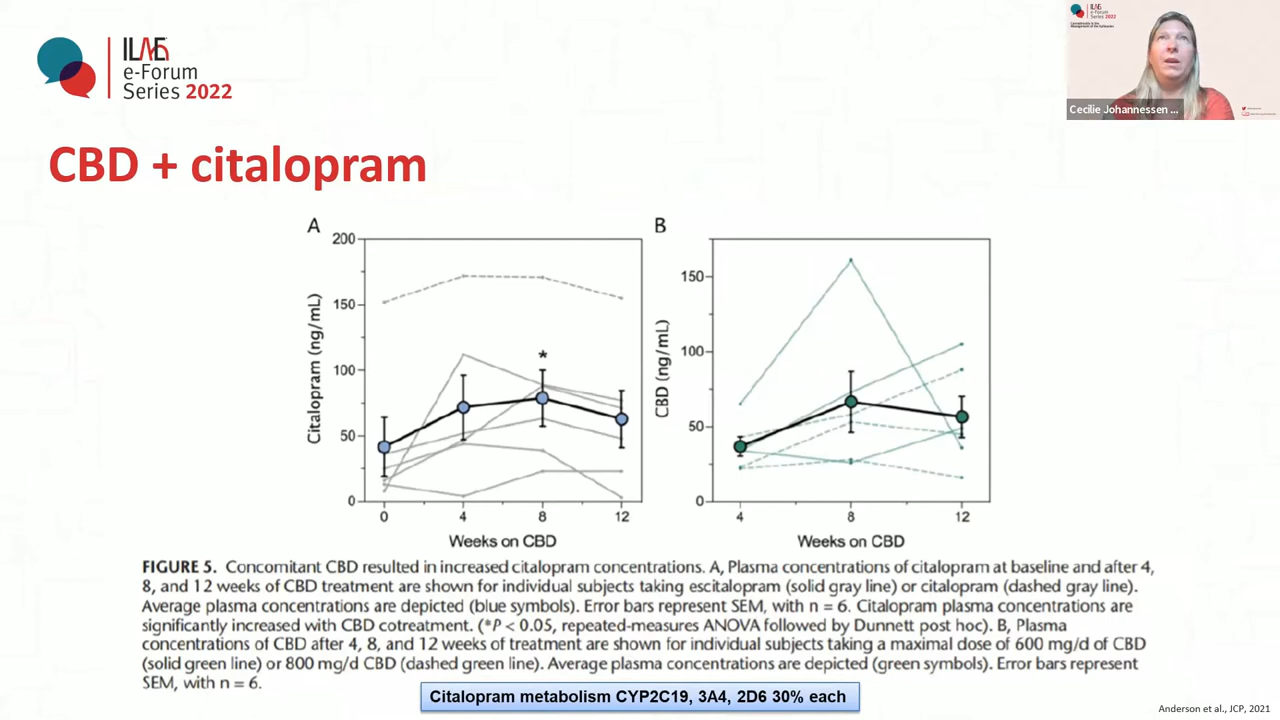 ILAE
e-Forum
Series 2022
ILAE
e-Forum
Series 2022
Cecilie Johannessen ...
CBD + citalopram
A
Citalopram (ng/mL)
200
150
100
50
0
*
0 4 8 12
Weeks on CBD
B
CBD (ng/mL)
150
100
50
0
4 8 12
Weeks on CBD
FIGURE 5. Concomitant CBD resulted in increased citalopram concentrations. A, Plasma concentrations of citalopram at baseline and after 4,
8, and 12 weeks of CBD treatment are shown for individual subjects taking escitalopram (solid gray line) or citalopram (dashed gray line).
Average plasma concentrations are depicted (blue symbols). Error bars represent SEM, with n = 6. Citalopram plasma concentrations are
significantly increased with CBD cotreatment. (*P < 0.05, repeated-measures ANOVA followed by Dunnett post hoc). B, Plasma
concentrations of CBD after 4, 8, and 12 weeks of treatment are shown for individual subjects taking a maximal dose of 600 mg/d of CBD
(solid green line) or 800 mg/d CBD (dashed green line). Average plasma concentrations are depicted (green symbols). Error bars represent
SEM, with n = 6.
Citalopram metabolism CYP2C19, 3A4, 2D6 30% each
Anderson et al., JCP, 2021